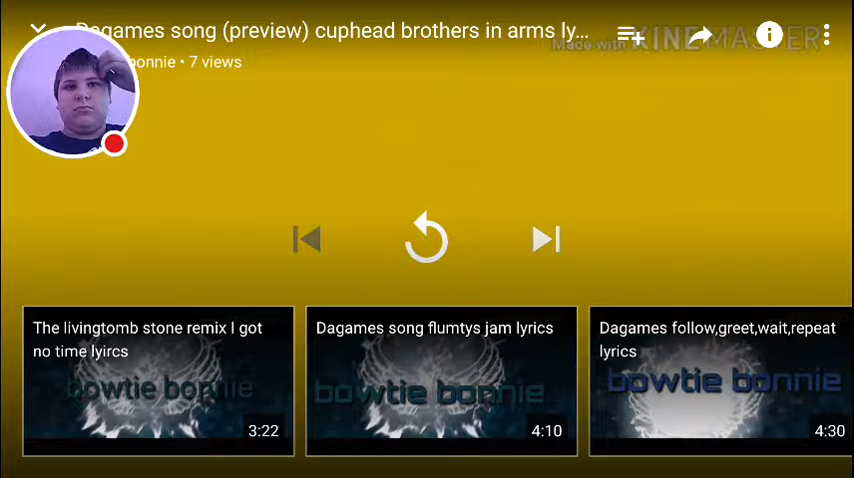 Dagames song (preview) cuphead brothers in arms ly...
Made with KINEMASTER
bonnie • 7 views
The livingtomb stone remix I got
no time lyircs
bowtie bonnie
3:22
Dagames song flumtys jam lyrics
bowtie bonnie
4:10
Dagames follow,greet,wait,repeat
lyrics
bowtie bonnie
4:30